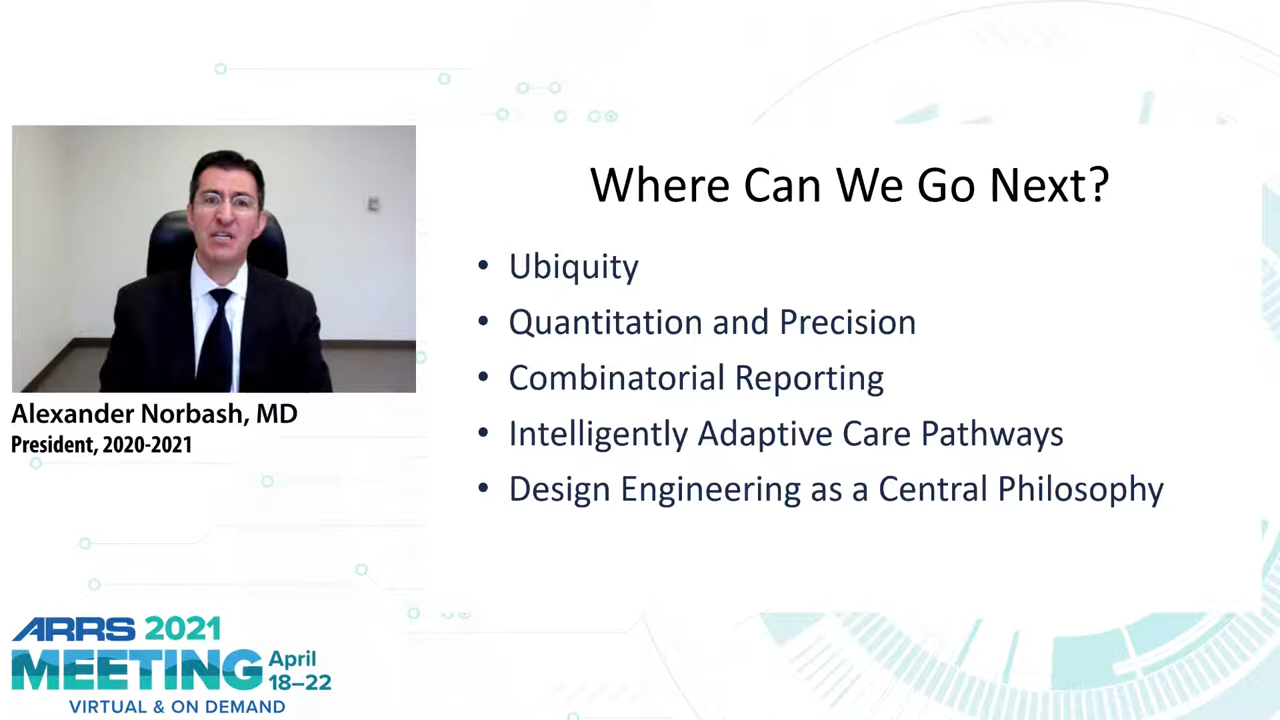 Where Can We Go Next?
• Ubiquity
• Quantitation and Precision
• Combinatorial Reporting
• Intelligently Adaptive Care Pathways
• Design Engineering as a Central Philosophy
Alexander Norbash, MD
President, 2020-2021
ARRS 2021
MEETING April
18–22
VIRTUAL & ON DEMAND